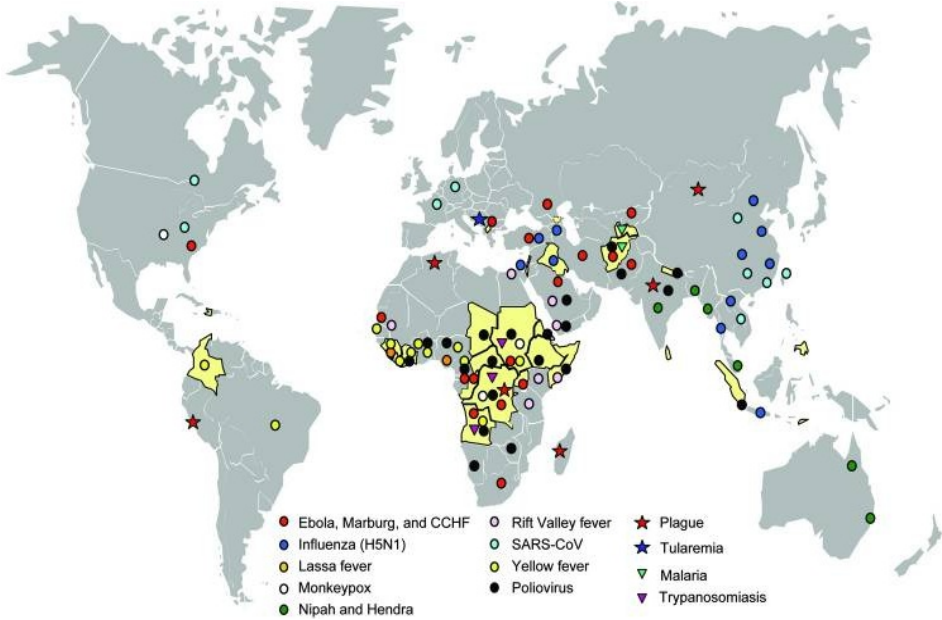 Ebola, Marburg, and CCHF
Influenza (H5N1)
Lassa fever
Monkeypox
Nipah and Hendra
Rift Valley fever
SARS-CoV
Yellow fever
Poliovirus
Plague
Tularemia
Malaria
Trypanosomiasis